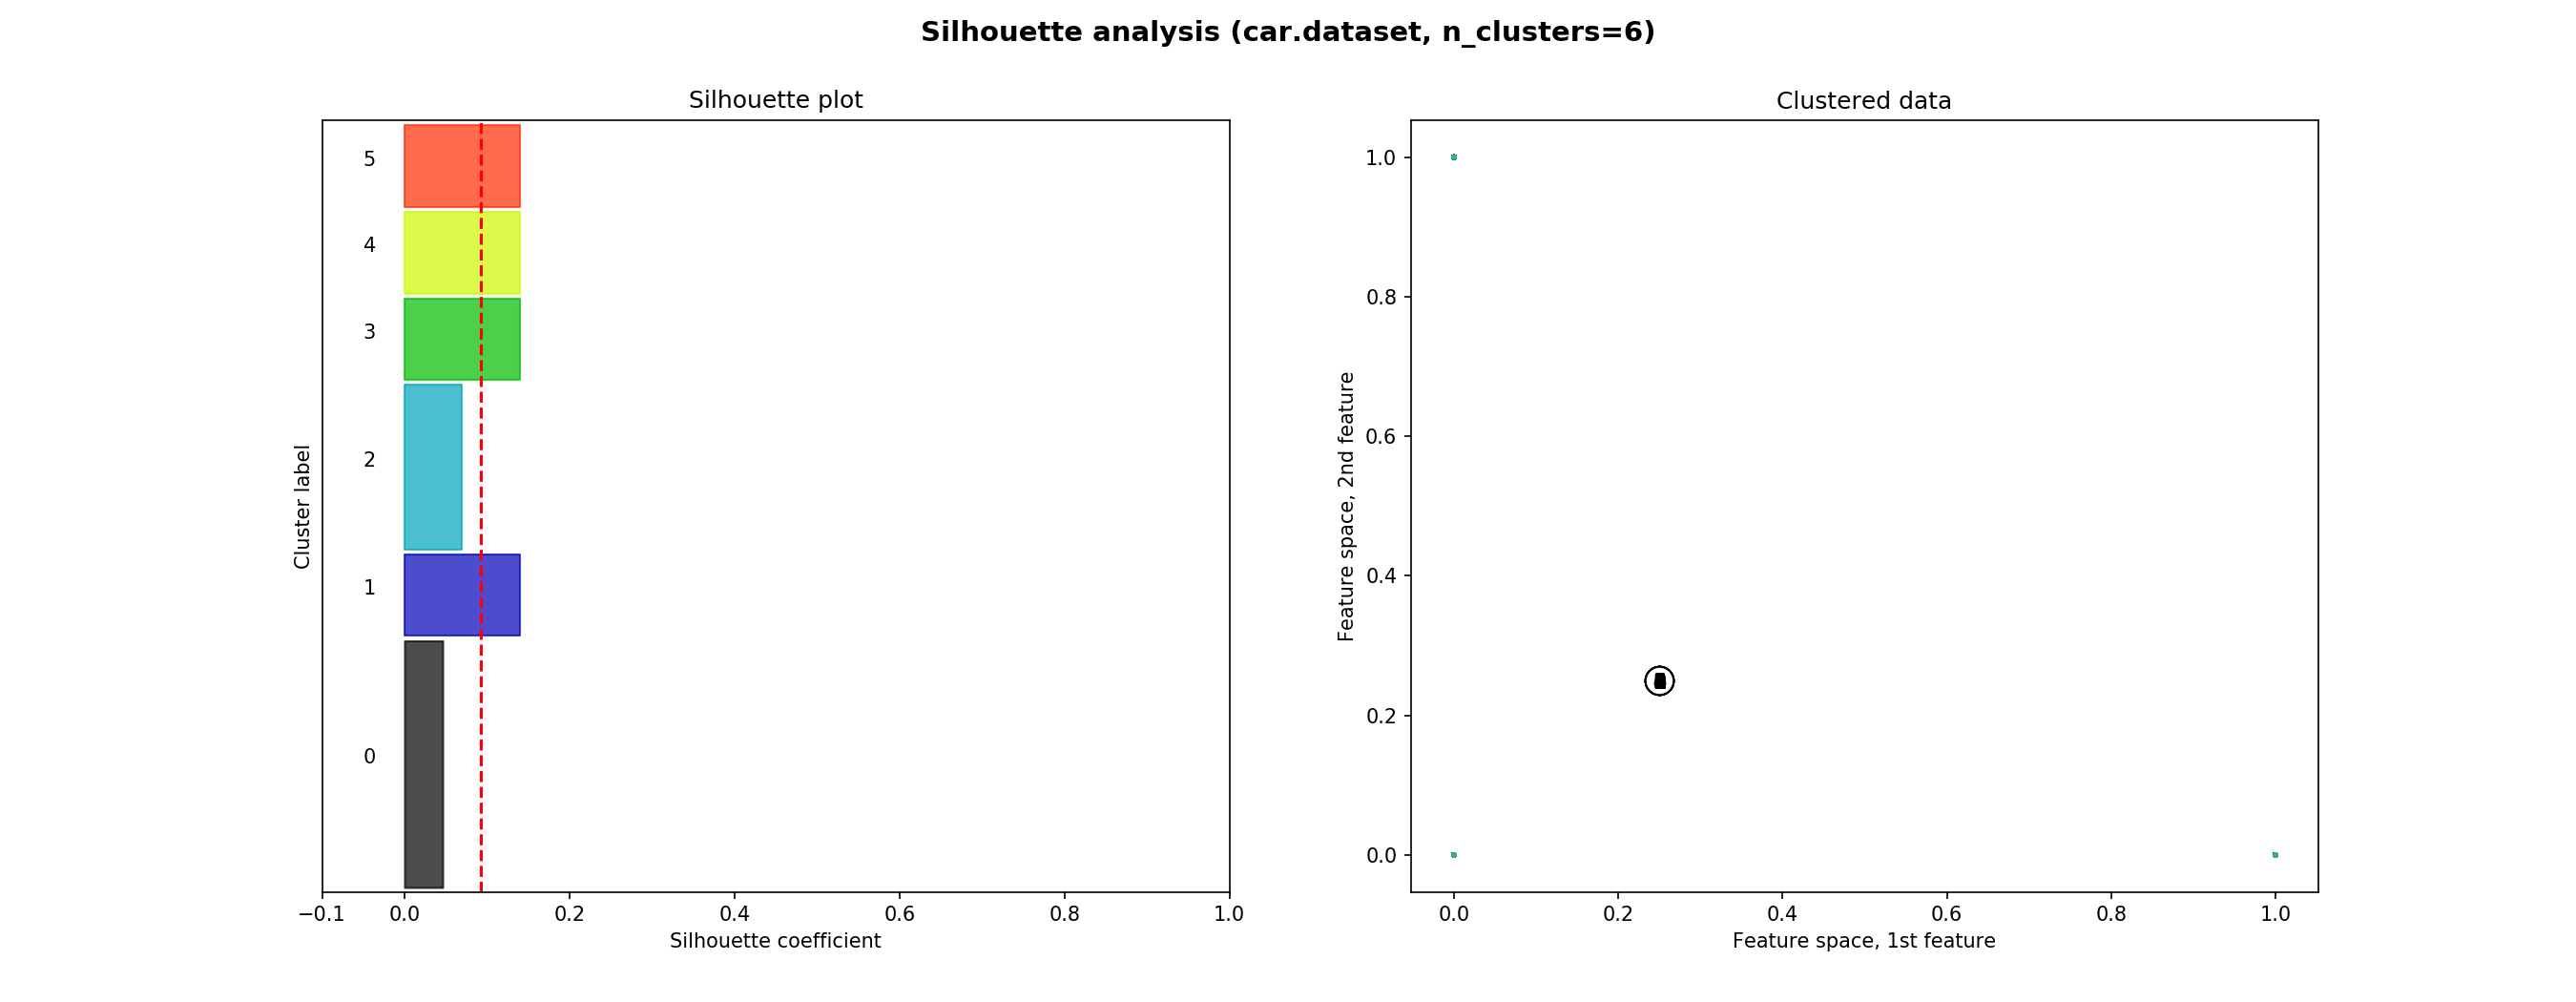 Silhouette analysis (car.dataset, n_clusters=6)
Silhouette plot
5
4
3
2
1
0
Cluster label
−0.1 0.0 0.2 0.4 0.6 0.8 1.0
Silhouette coefficient
Clustered data
1.0
0.8
0.6
0.4
0.2
0.0
Feature space, 2nd feature
0.0 0.2 0.4 0.6 0.8 1.0
Feature space, 1st feature